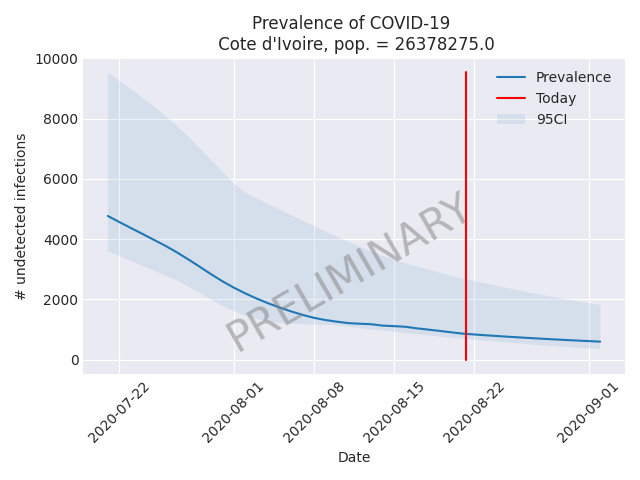 Prevalence of COVID-19
Cote d'Ivoire, pop. = 26378275.0
10000
8000
6000
4000
2000
0
# undetected infections
Prevalence
Today
95CI
PRELIMINARY
2020-07-22
2020-08-01
2020-08-08
2020-08-15
2020-08-22
2020-09-01
Date